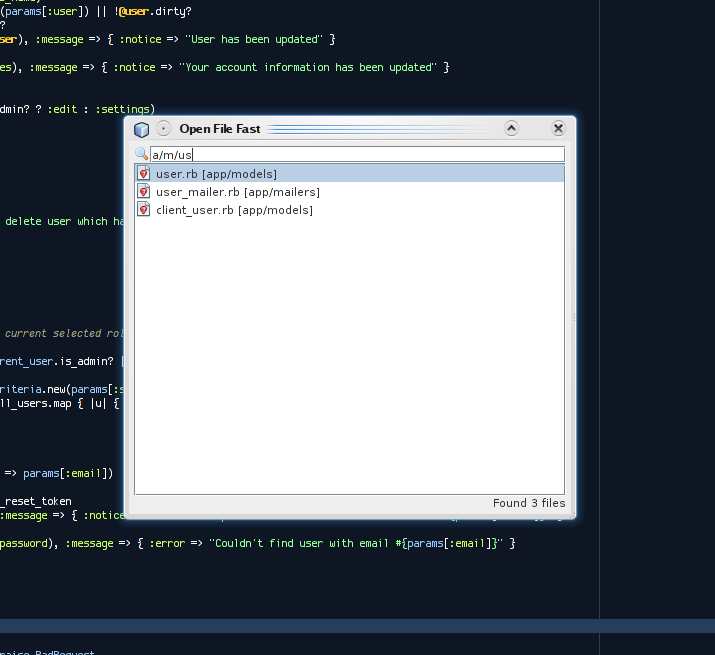 (params[:user]) || !@user.dirty?
?
ser), :message => { :notice => "User has been updated" }
es), :message => { :notice => "Your account information has been updated" }
dmin? ? :edit : :settings)
Open File Fast
a/m/us
user.rb [app/models]
user_mailer.rb [app/mailers]
client_user.rb [app/models]
delete user which ha
current selected rol
rent_user.is_admin? |
riteria.new(params[:s
ll_users.map { |u| {
=> params[:email])
Found 3 files
_reset_token
:message => { :notice
password), :message => { :error => "Couldn't find user with email #{params[:email]}" }